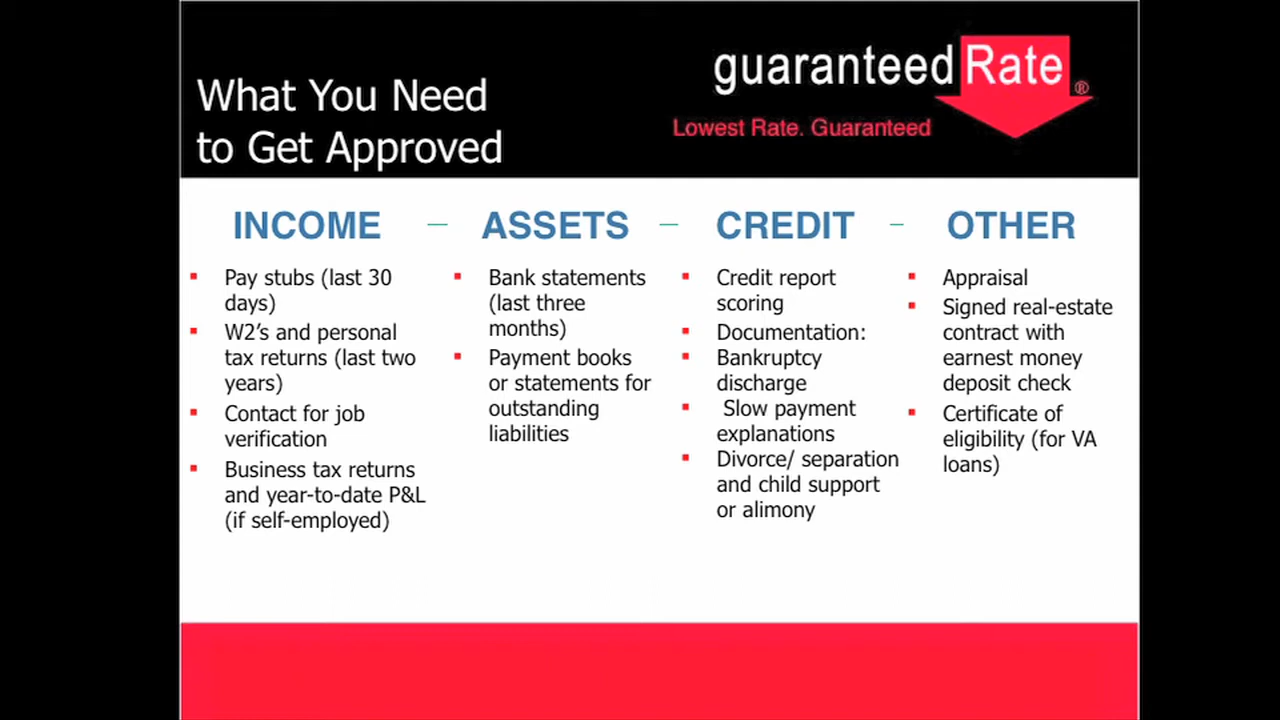 What You Need
to Get Approved
guaranteedRate®
Lowest Rate. Guaranteed
INCOME – ASSETS – CREDIT – OTHER
▪ Pay stubs (last 30
days)
▪ W2’s and personal
tax returns (last two
years)
▪ Contact for job
verification
▪ Business tax returns
and year-to-date P&L
(if self-employed)
▪ Bank statements
(last three
months)
▪ Payment books
or statements for
outstanding
liabilities
▪ Credit report
scoring
▪ Documentation:
▪ Bankruptcy
discharge
▪ Slow payment
explanations
▪ Divorce/ separation
and child support
or alimony
▪ Appraisal
▪ Signed real-estate
contract with
earnest money
deposit check
▪ Certificate of
eligibility (for VA
loans)